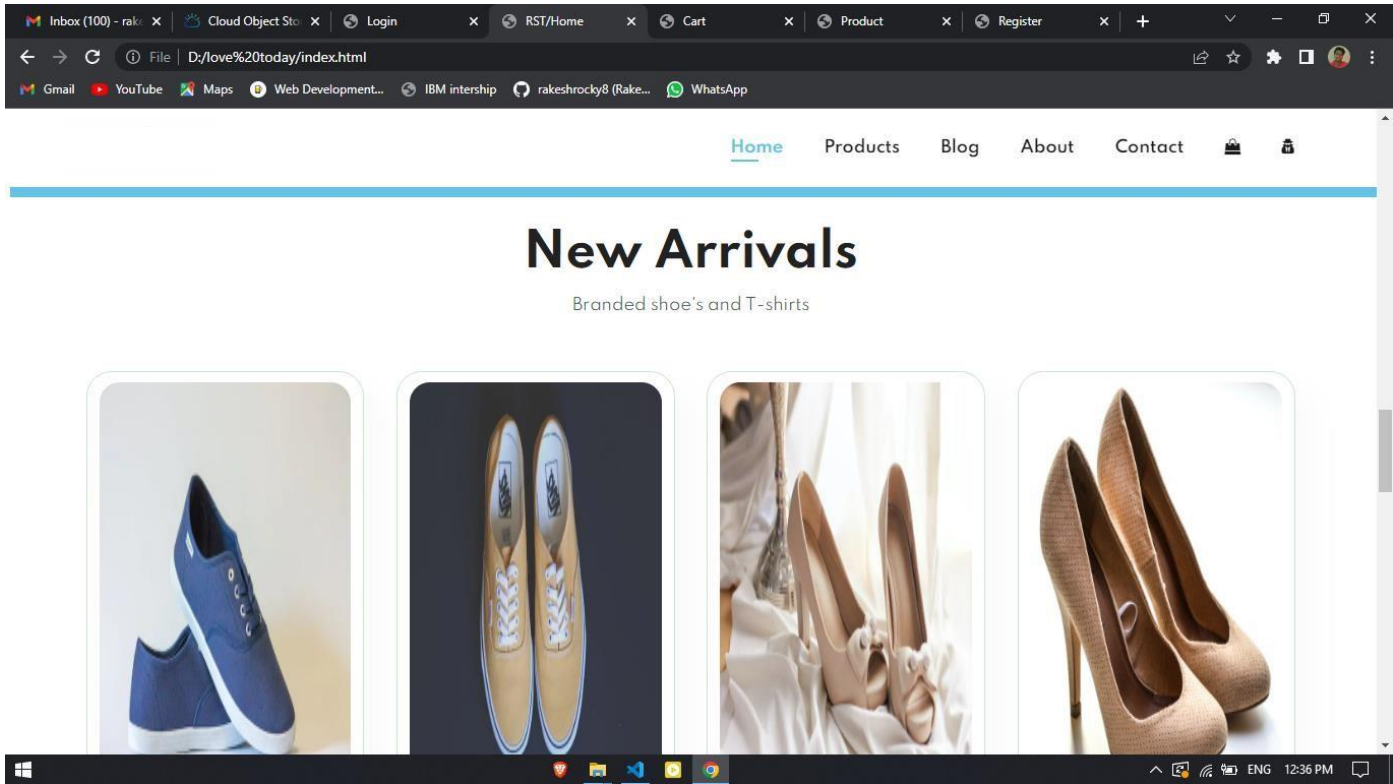 Inbox (100) - rak
Cloud Object Sto
Login
RST/Home
Cart
Product
Register
File
D:/love%20today/index.html
Gmail
YouTube
Maps
Web Development...
IBM intership
rakeshrocky8 (Rake...
WhatsApp
Home
Products
Blog
About
Contact
New Arrivals
Branded shoe's and T-shirts
VANS
VANS
ENG
12:36 PM